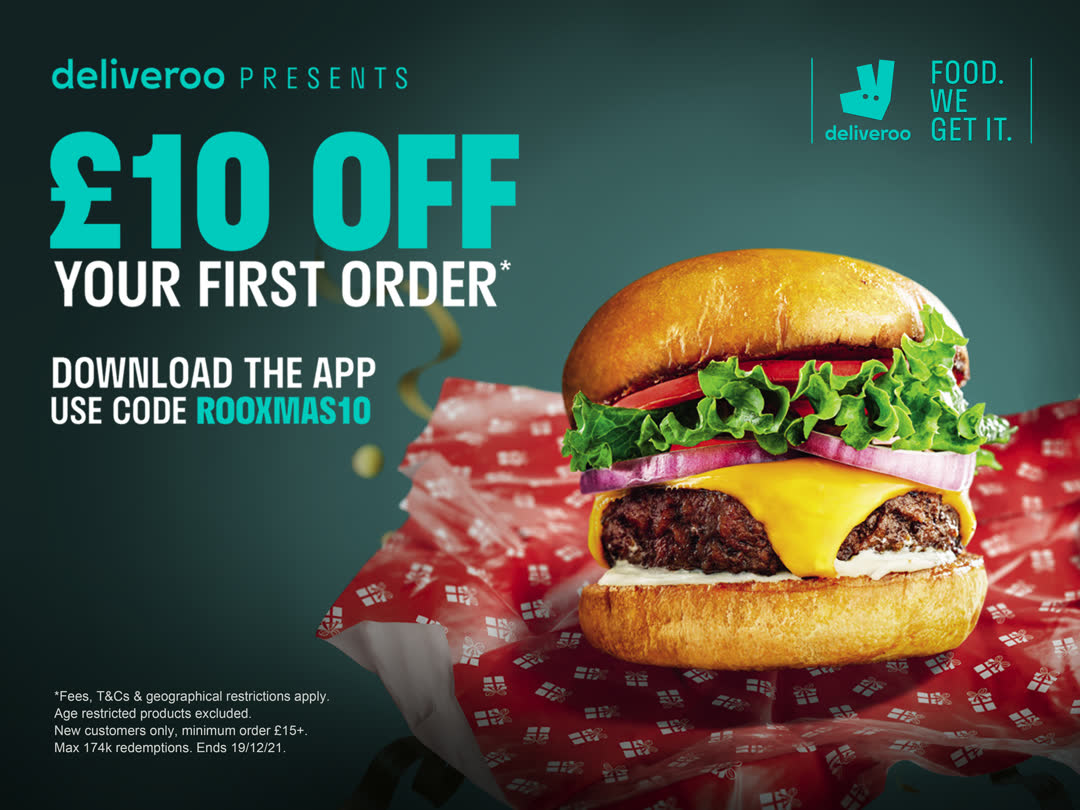 deliveroo PRESENTS
£10 OFF
YOUR FIRST ORDER*
DOWNLOAD THE APP
USE CODE ROOXMAS10
deliveroo
FOOD.
WE
GET IT.
*Fees, T&Cs & geographical restrictions apply.
Age restricted products excluded.
New customers only, minimum order £15+.
Max 174k redemptions. Ends 19/12/21.